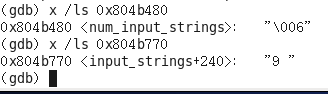 (gdb) x /ls 0x804b480
0x804b480 <num_input_strings>:   "\006"
(gdb) x /ls 0x804b770
0x804b770 <input_strings+240>:   "9 "
(gdb)